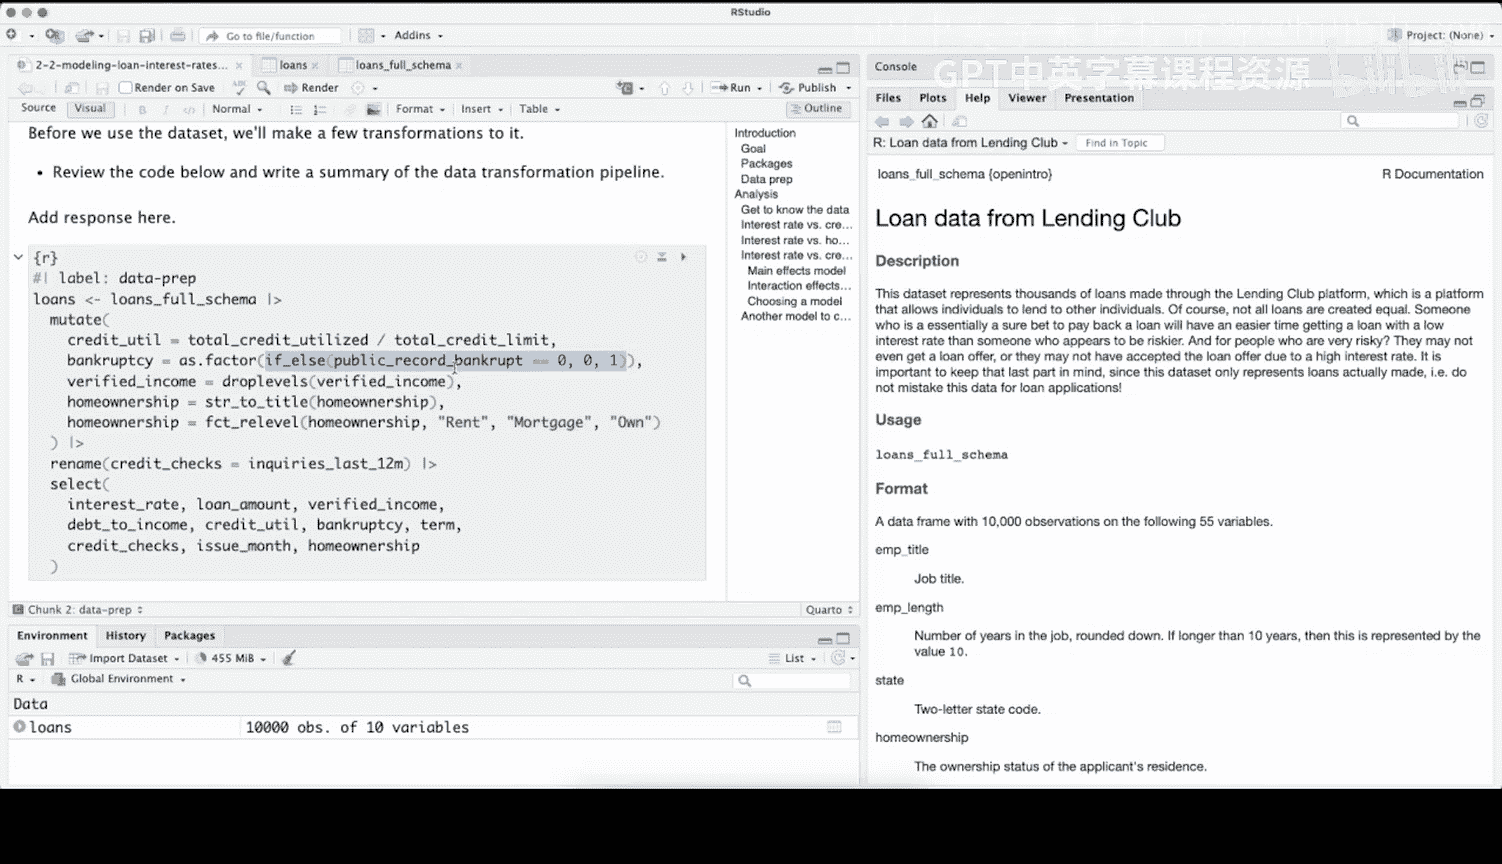 RStudio
Go to file/function
Addins
Project: (None)
2-2-modeling-loan-interest-rates...
loans
loans_full_schema
Render on Save
Render
Run
Publish
Source
Visual
Normal
Format
Insert
Table
Outline
Before we use the dataset, we'll make a few transformations to it.
• Review the code below and write a summary of the data transformation pipeline.
Add response here.
{r}
#| label: data-prep
loans <- loans_full_schema |>
mutate(
credit_util = total_credit_utilized / total_credit_limit,
bankruptcy = as.factor(if_else(public_record_bankrupt == 0, 0, 1)),
verified_income = droplevels(verified_income),
homeownership = str_to_title(homeownership),
homeownership = fct_relevel(homeownership, "Rent", "Mortgage", "Own")
) |>
rename(credit_checks = inquiries_last_12m) |>
select(
interest_rate, loan_amount, verified_income,
debt_to_income, credit_util, bankruptcy, term,
credit_checks, issue_month, homeownership
)
Introduction
Goal
Packages
Data prep
Analysis
Get to know the data
Interest rate vs. cre...
Interest rate vs. ho...
Interest rate vs. cre...
Main effects model
Interaction effects...
Choosing a model
Another model to c...
Chunk 2: data-prep
Quarto
Environment
History
Packages
Import Dataset
455 MiB
List
R
Global Environment
Data
loans
10000 obs. of 10 variables
Console
GPT中英字幕课程资源
bilibili
Files
Plots
Help
Viewer
Presentation
R: Loan data from Lending Club
Find in Topic
loans_full_schema {openintro}
R Documentation
Loan data from Lending Club
Description
This dataset represents thousands of loans made through the Lending Club platform, which is a platform
that allows individuals to lend to other individuals. Of course, not all loans are created equal. Someone
who is a essentially a sure bet to pay back a loan will have an easier time getting a loan with a low
interest rate than someone who appears to be riskier. And for people who are very risky? They may not
even get a loan offer, or they may not have accepted the loan offer due to a high interest rate. It is
important to keep that last part in mind, since this dataset only represents loans actually made, i.e. do
not mistake this data for loan applications!
Usage
loans_full_schema
Format
A data frame with 10,000 observations on the following 55 variables.
emp_title
Job title.
emp_length
Number of years in the job, rounded down. If longer than 10 years, then this is represented by the
value 10.
state
Two-letter state code.
homeownership
The ownership status of the applicant's residence.